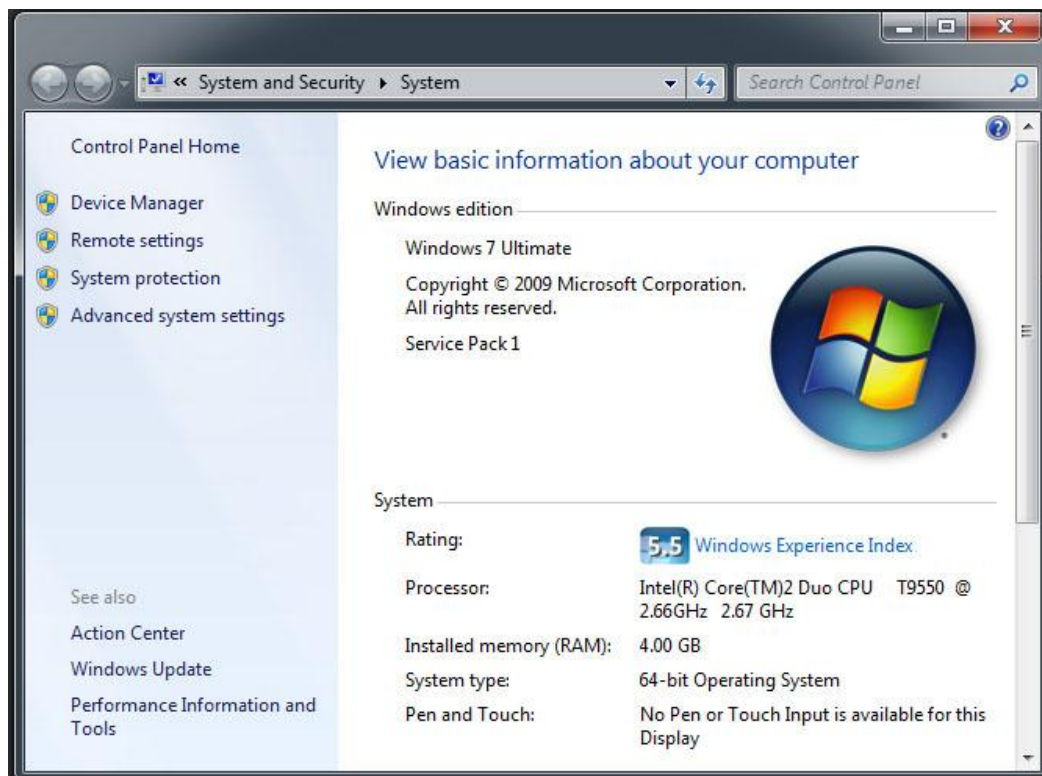 « System and Security ▸ System
Search Control Panel
Control Panel Home
Device Manager
Remote settings
System protection
Advanced system settings
See also
Action Center
Windows Update
Performance Information and
Tools
View basic information about your computer
Windows edition
Windows 7 Ultimate
Copyright © 2009 Microsoft Corporation.
All rights reserved.
Service Pack 1
System
Rating:
5.5 Windows Experience Index
Processor:
Intel(R) Core(TM)2 Duo CPU T9550 @
2.66GHz 2.67 GHz
Installed memory (RAM):
4.00 GB
System type:
64-bit Operating System
Pen and Touch:
No Pen or Touch Input is available for this
Display